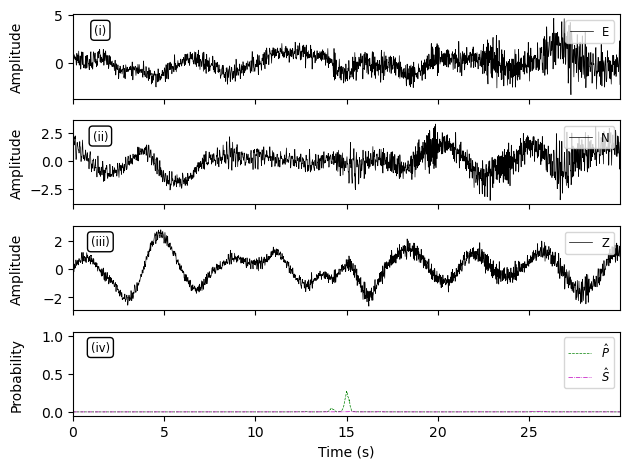 Amplitude
5
0
(i)
E
Amplitude
2.5
0.0
−2.5
(ii)
N
Amplitude
2
0
−2
(iii)
Z
Probability
1.0
0.5
0.0
(iv)
P̂
Ŝ
0 5 10 15 20 25
Time (s)